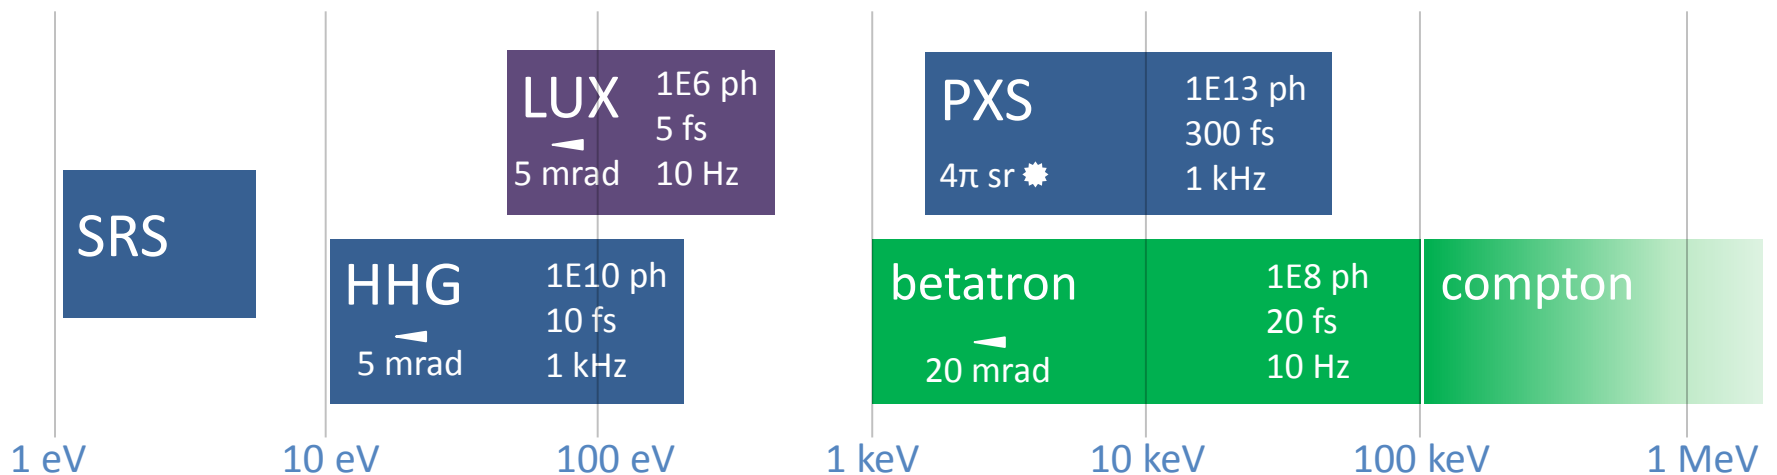 LUX
5 mrad
1E6 ph
5 fs
10 Hz
PXS
4π sr
1E13 ph
300 fs
1 kHz
SRS
HHG
5 mrad
1E10 ph
10 fs
1 kHz
betatron
20 mrad
1E8 ph
20 fs
10 Hz
compton
1 eV
10 eV
100 eV
1 keV
10 keV
100 keV
1 MeV